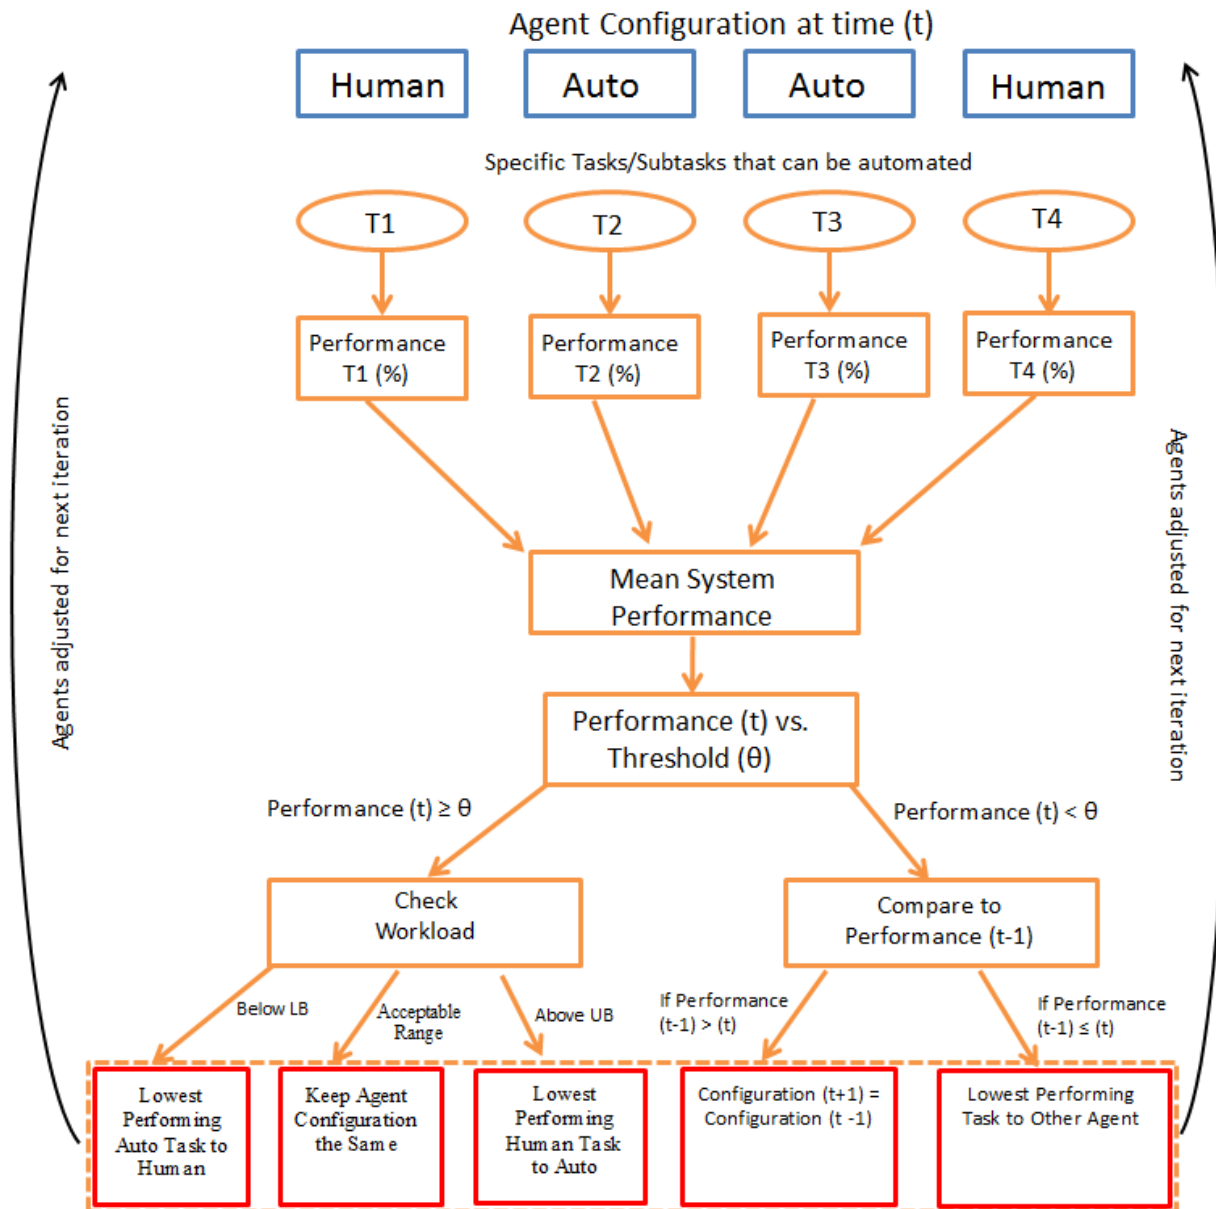 Agent Configuration at time (t)
Human
Auto
Auto
Human
Specific Tasks/Subtasks that can be automated
T1
T2
T3
T4
Performance
T1 (%)
Performance
T2 (%)
Performance
T3 (%)
Performance
T4 (%)
Agents adjusted for next iteration
Agents adjusted for next iteration
Mean System
Performance
Performance (t) vs.
Threshold (θ)
Performance (t) ≥ θ
Performance (t) < θ
Check
Workload
Compare to
Performance (t-1)
Below LB
Acceptable
Range
Above UB
If Performance
(t-1) > (t)
If Performance
(t-1) ≤ (t)
Lowest
Performing
Auto Task to
Human
Keep Agent
Configuration
the Same
Lowest
Performing
Human Task
to Auto
Configuration (t+1) =
Configuration (t -1)
Lowest Performing
Task to Other Agent